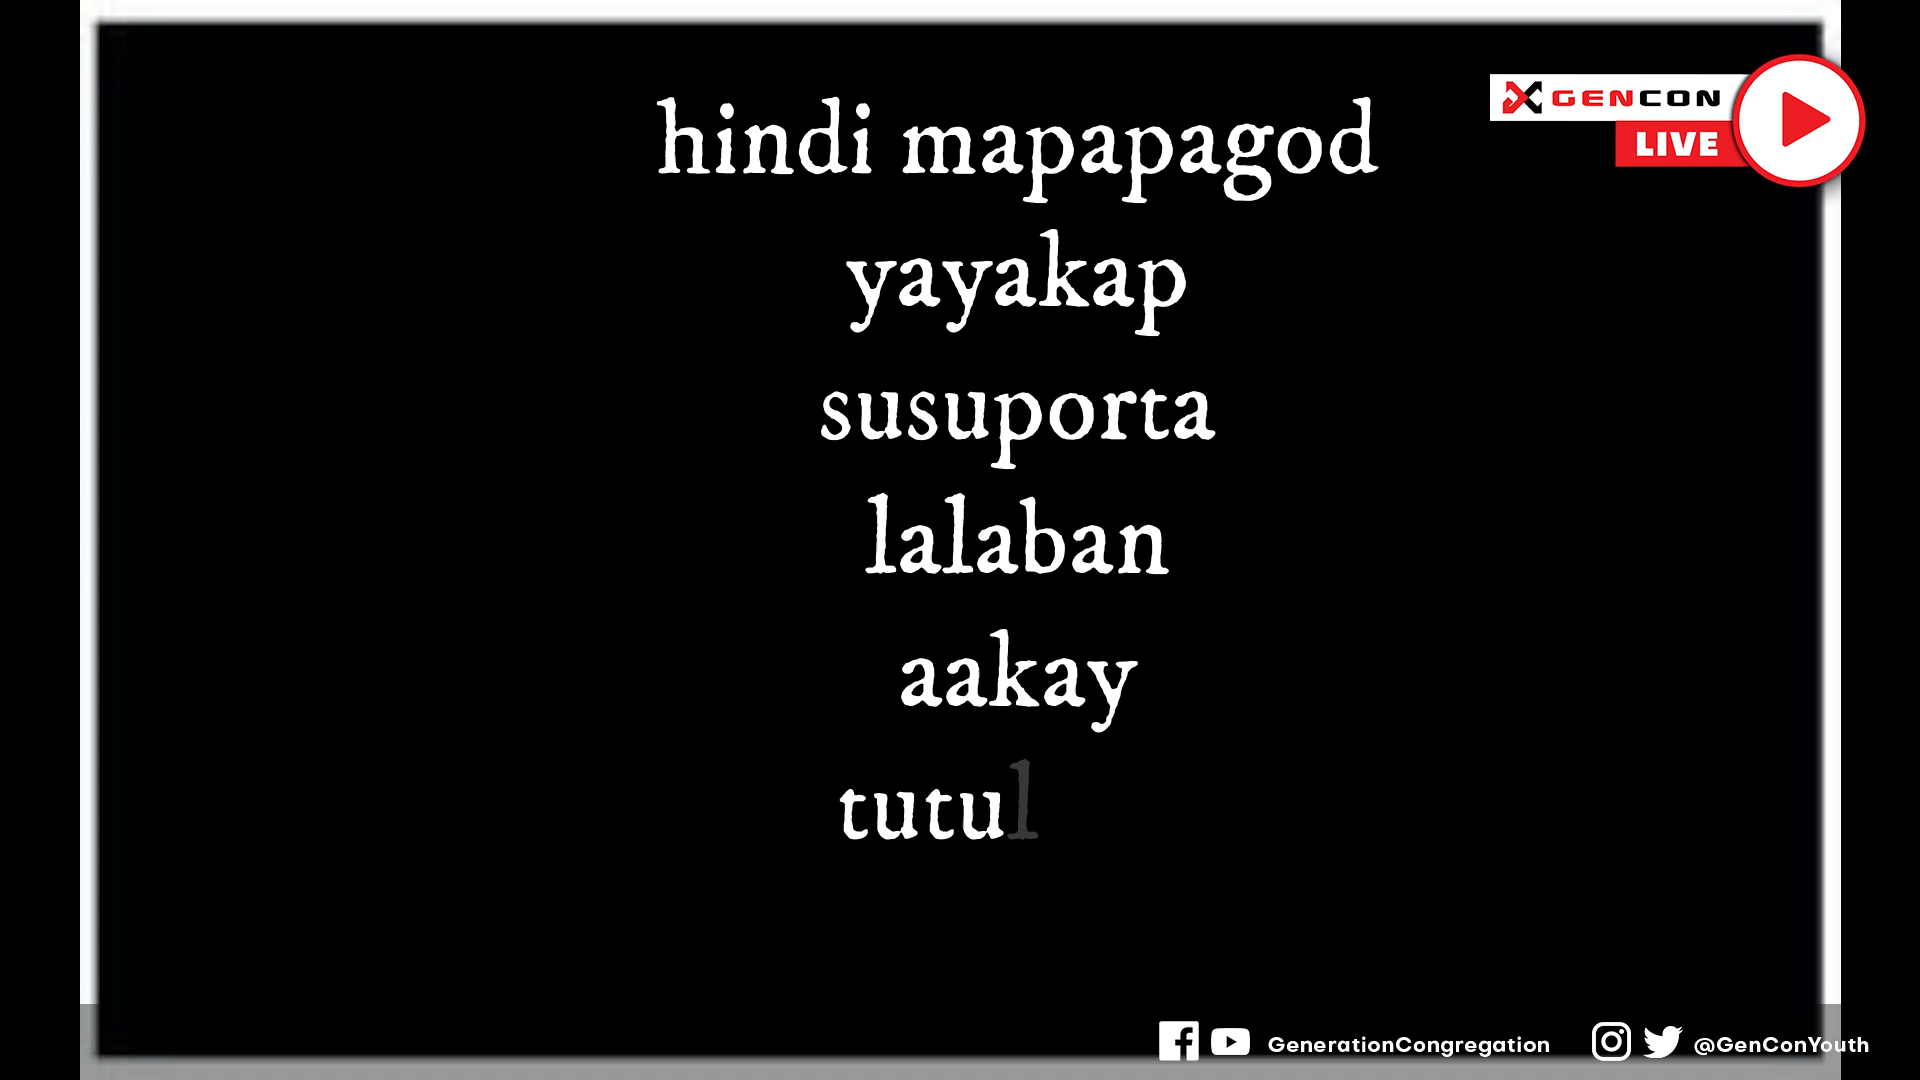 hindi mapapagod
yayakap
susuporta
lalaban
aakay
tutul
GENCON
LIVE
GenerationCongregation
@GenConYouth